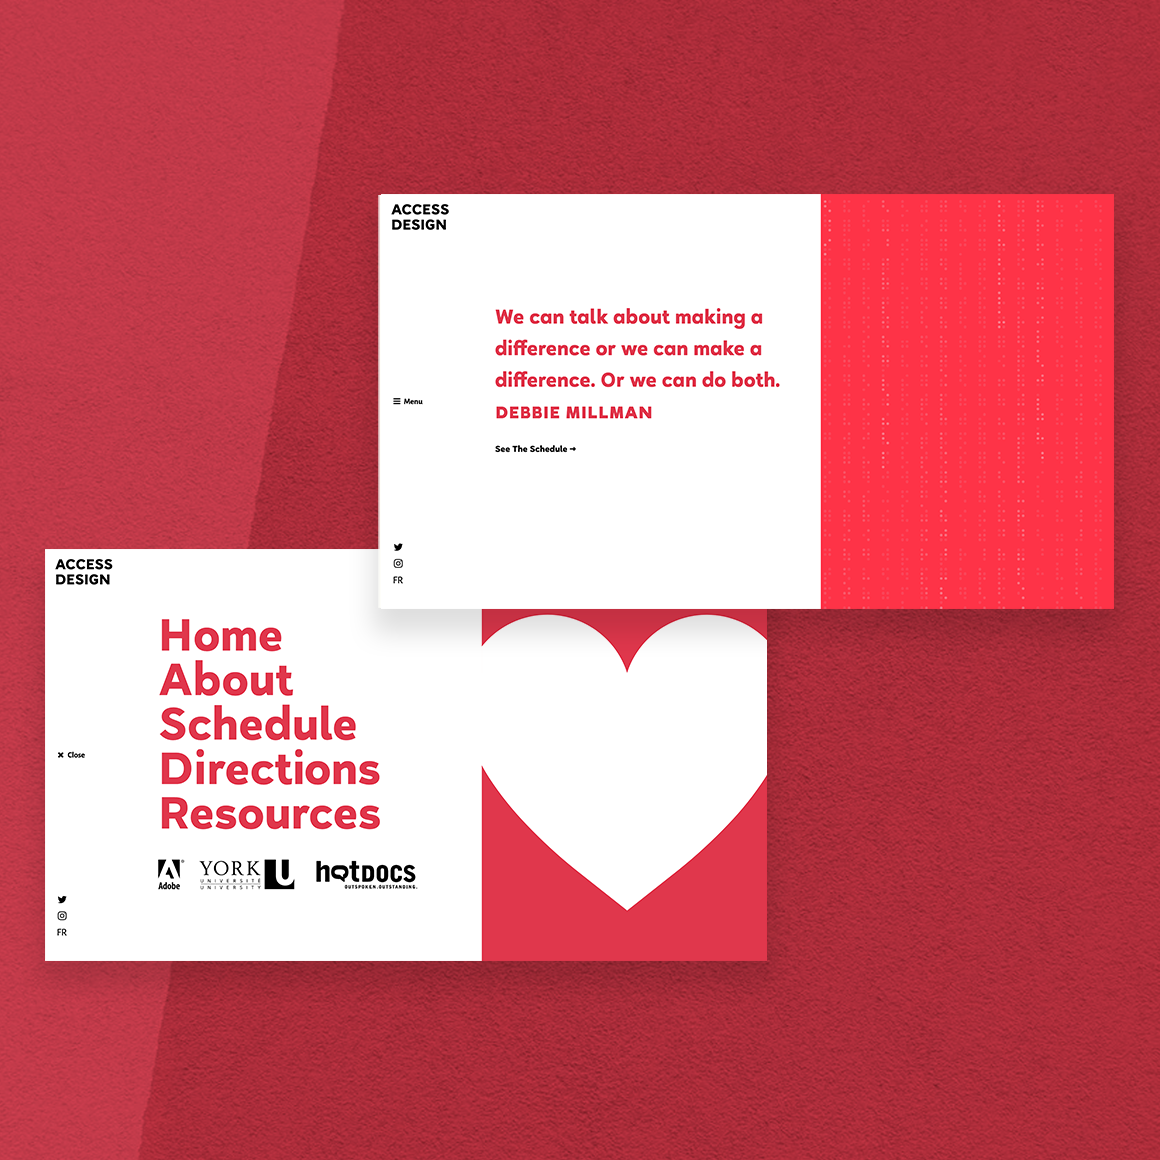 ACCESS
DESIGN
We can talk about making a
difference or we can make a
difference. Or we can do both.
DEBBIE MILLMAN
Menu
See The Schedule →
FR
ACCESS
DESIGN
Home
About
Schedule
Directions
Resources
Close
Adobe
YORK U
UNIVERSITÉ
UNIVERSITY
hotDOCS
OUTSPOKEN.OUTSTANDING.
FR